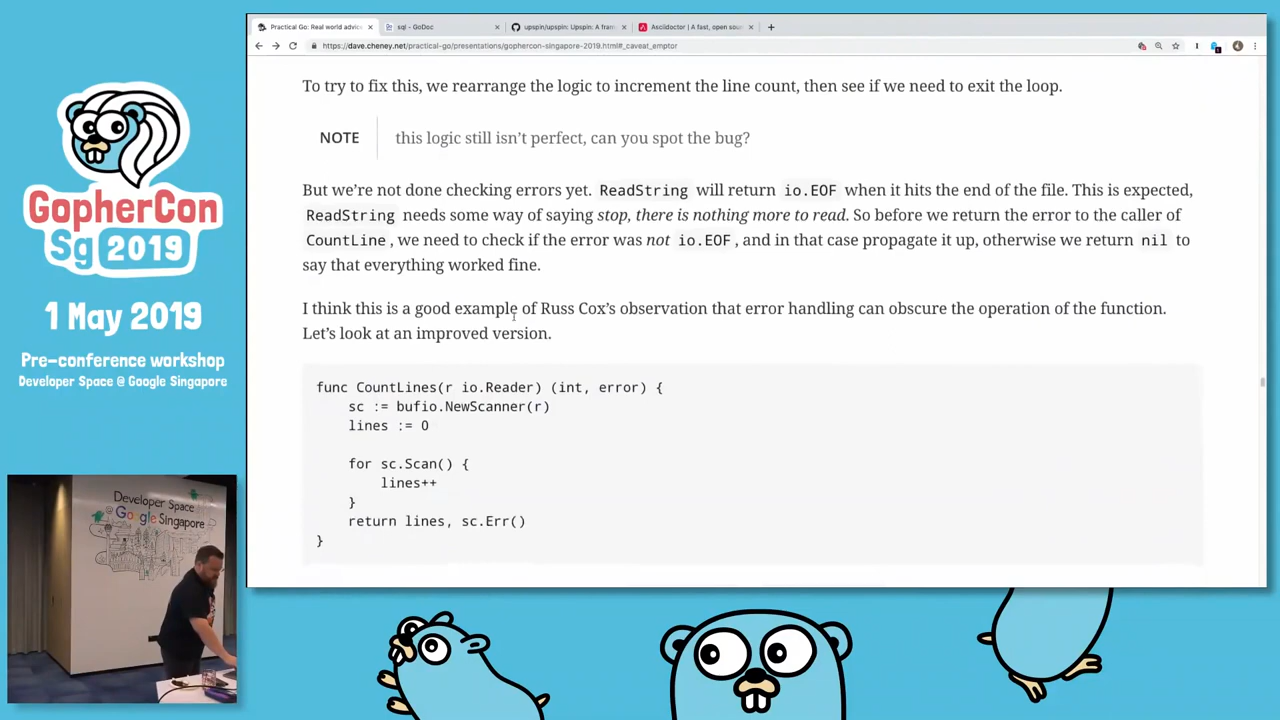 Practical Go: Real world advic
sql - GoDoc
upspin/upspin: Upspin: A fram
Asciidoctor | A fast, open sour
https://dave.cheney.net/practical-go/presentations/gophercon-singapore-2019.html#_caveat_emptor
To try to fix this, we rearrange the logic to increment the line count, then see if we need to exit the loop.
NOTE this logic still isn’t perfect, can you spot the bug?
But we’re not done checking errors yet. ReadString will return io.EOF when it hits the end of the file. This is expected,
ReadString needs some way of saying stop, there is nothing more to read. So before we return the error to the caller of
CountLine, we need to check if the error was not io.EOF, and in that case propagate it up, otherwise we return nil to
say that everything worked fine.
I think this is a good example of Russ Cox’s observation that error handling can obscure the operation of the function.
Let’s look at an improved version.
func CountLines(r io.Reader) (int, error) {
sc := bufio.NewScanner(r)
lines := 0
for sc.Scan() {
lines++
}
return lines, sc.Err()
}
GopherCon
Sg 2019
1 May 2019
Pre-conference workshop
Developer Space @ Google Singapore
Developer Space
@ Google Singapore